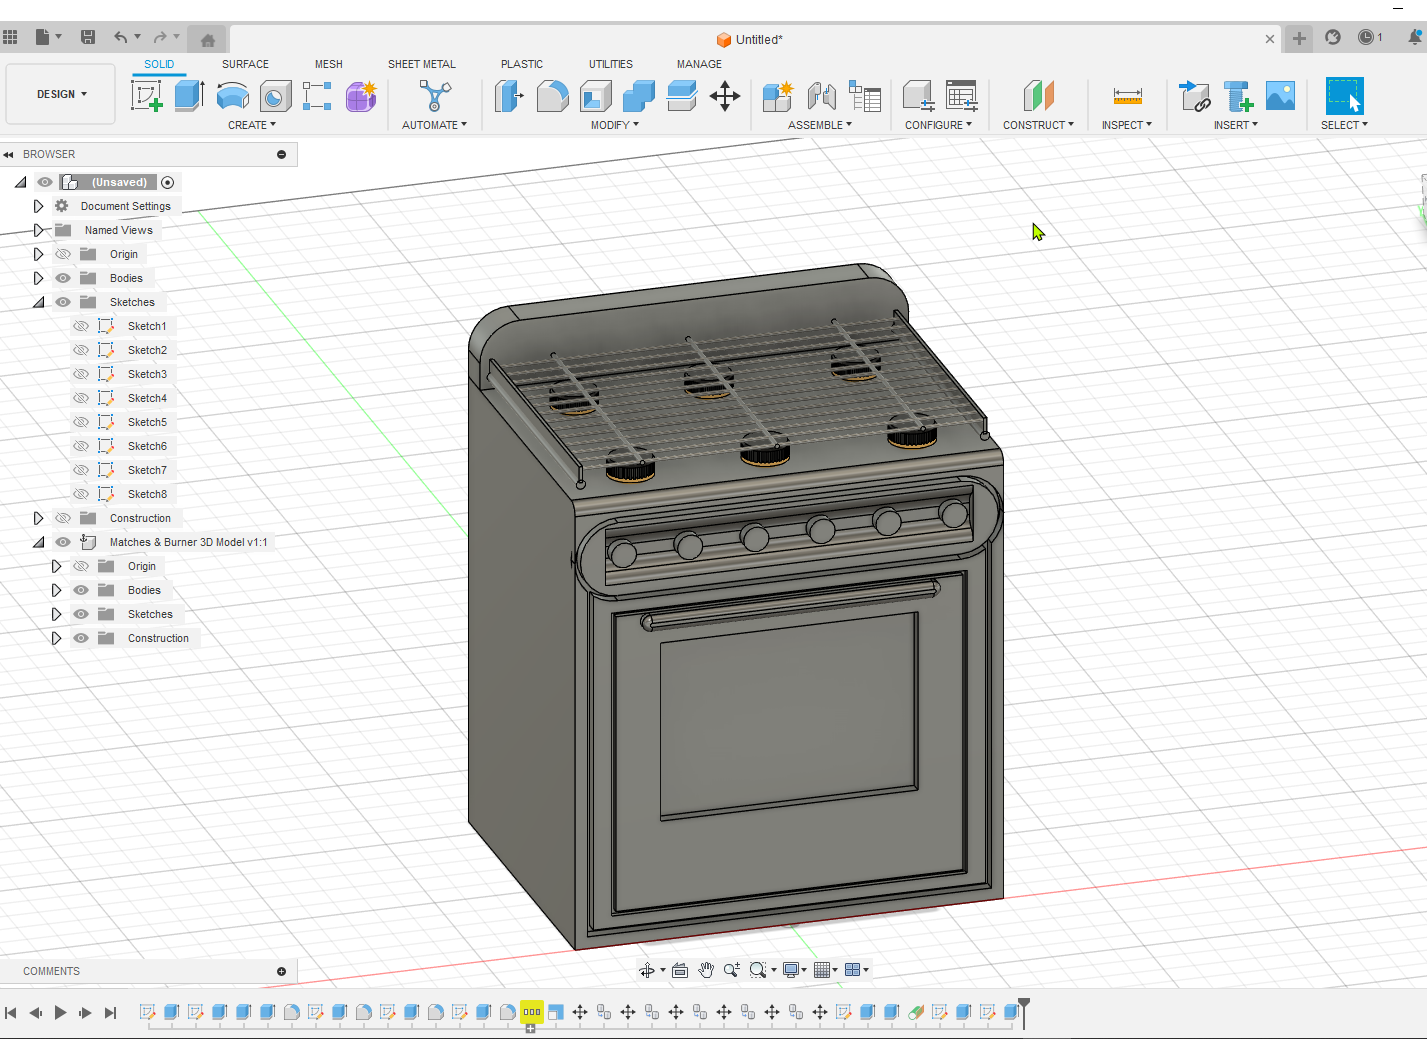 Untitled*
1
DESIGN
SOLID SURFACE MESH SHEET METAL PLASTIC UTILITIES MANAGE
CREATE AUTOMATE MODIFY ASSEMBLE CONFIGURE CONSTRUCT INSPECT INSERT SELECT
BROWSER
(Unsaved)
Document Settings
Named Views
Origin
Bodies
Sketches
Sketch1
Sketch2
Sketch3
Sketch4
Sketch5
Sketch6
Sketch7
Sketch8
Construction
Matches & Burner 3D Model v1:1
Origin
Bodies
Sketches
Construction
COMMENTS